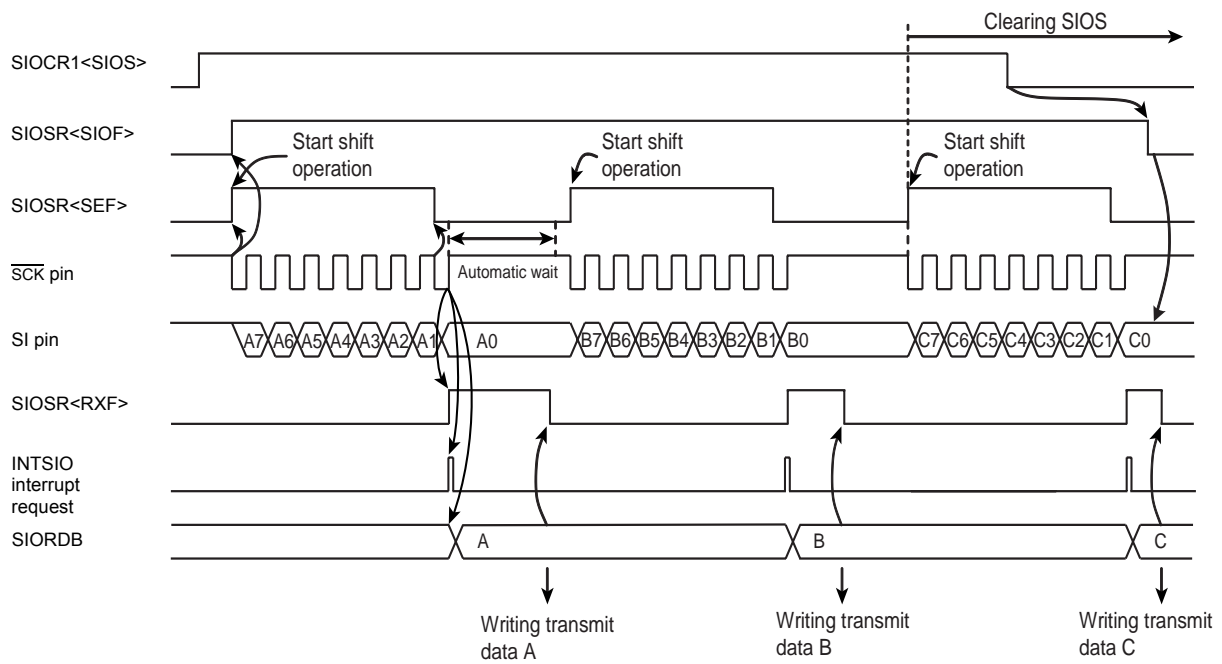 Clearing SIOS
SIOCR1<SIOS>
SIOSR<SIOF>
Start shift
operation
Start shift
operation
Start shift
operation
SIOSR<SEF>
SCK pin
Automatic wait
SI pin
A7 A6 A5 A4 A3 A2 A1 A0 B7 B6 B5 B4 B3 B2 B1 B0 C7 C6 C5 C4 C3 C2 C1 C0
SIOSR<RXF>
INTSIO
interrupt
request
SIORDB
A B C
Writing transmit
data A
Writing transmit
data B
Writing transmit
data C